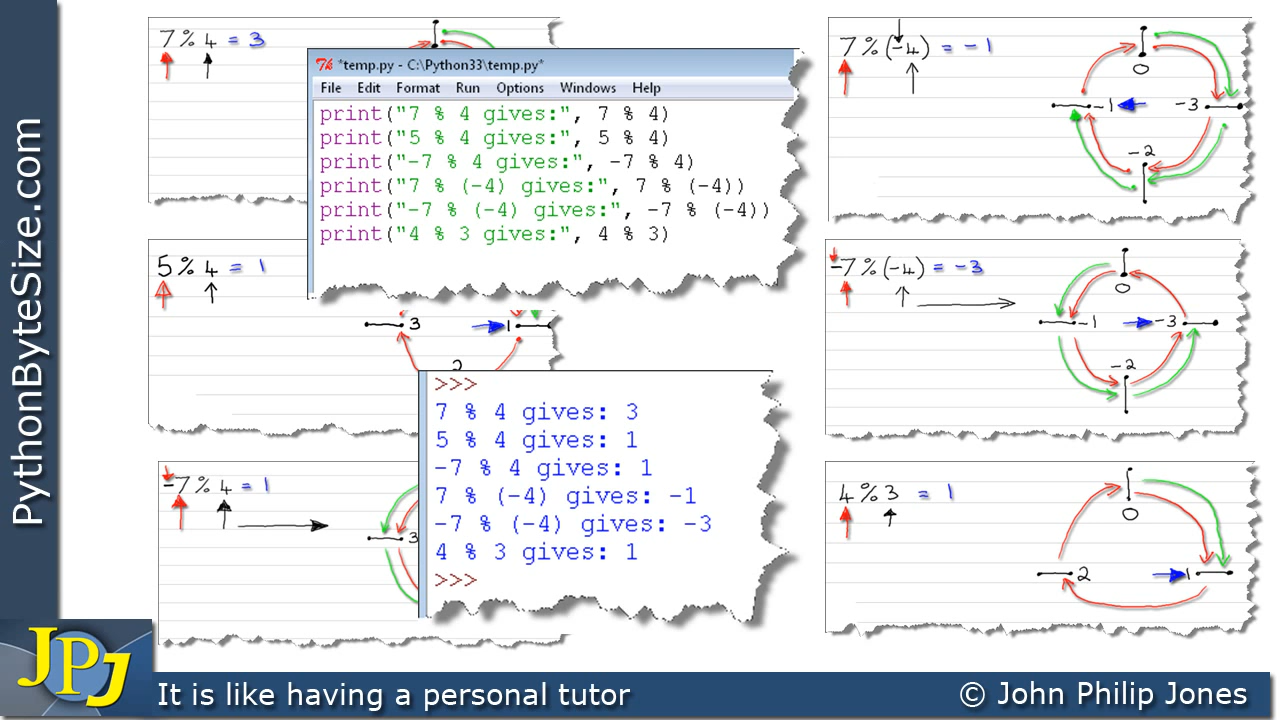 PythonByteSize.com
7 % 4 = 3
*temp.py - C:\Python33\temp.py*
File Edit Format Run Options Windows Help
print("7 % 4 gives:", 7 % 4)
print("5 % 4 gives:", 5 % 4)
print("-7 % 4 gives:", -7 % 4)
print("7 % (-4) gives:", 7 % (-4))
print("-7 % (-4) gives:", -7 % (-4))
print("4 % 3 gives:", 4 % 3)
5 % 4 = 1
3 1
2
-7 % 4 = 1
3
>>>
7 % 4 gives: 3
5 % 4 gives: 1
-7 % 4 gives: 1
7 % (-4) gives: -1
-7 % (-4) gives: -3
4 % 3 gives: 1
>>>
7 % (-4) = -1
0
-1 -3
-2
-7 % (-4) = -3
0
-1 -3
-2
4 % 3 = 1
0
2 1
JPJ
It is like having a personal tutor
© John Philip Jones